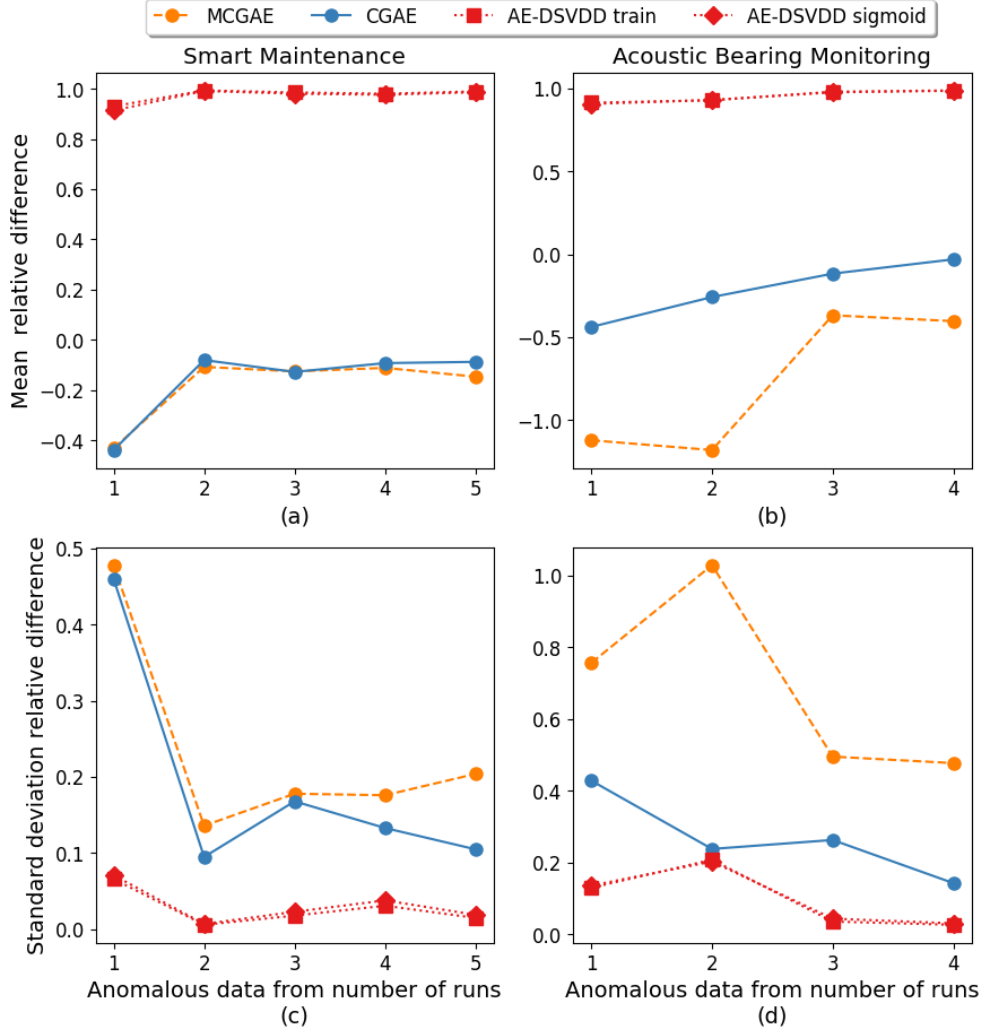 MCGAE CGAE AE-DSVDD train AE-DSVDD sigmoid
Smart Maintenance
Acoustic Bearing Monitoring
Mean relative difference
1.0
0.8
0.6
0.4
0.2
0.0
−0.2
−0.4
1 2 3 4 5
(a)
1.0
0.5
0.0
−0.5
−1.0
1 2 3 4
(b)
Standard deviation relative difference
0.5
0.4
0.3
0.2
0.1
0.0
1 2 3 4 5
Anomalous data from number of runs
(c)
1.0
0.8
0.6
0.4
0.2
0.0
1 2 3 4
Anomalous data from number of runs
(d)